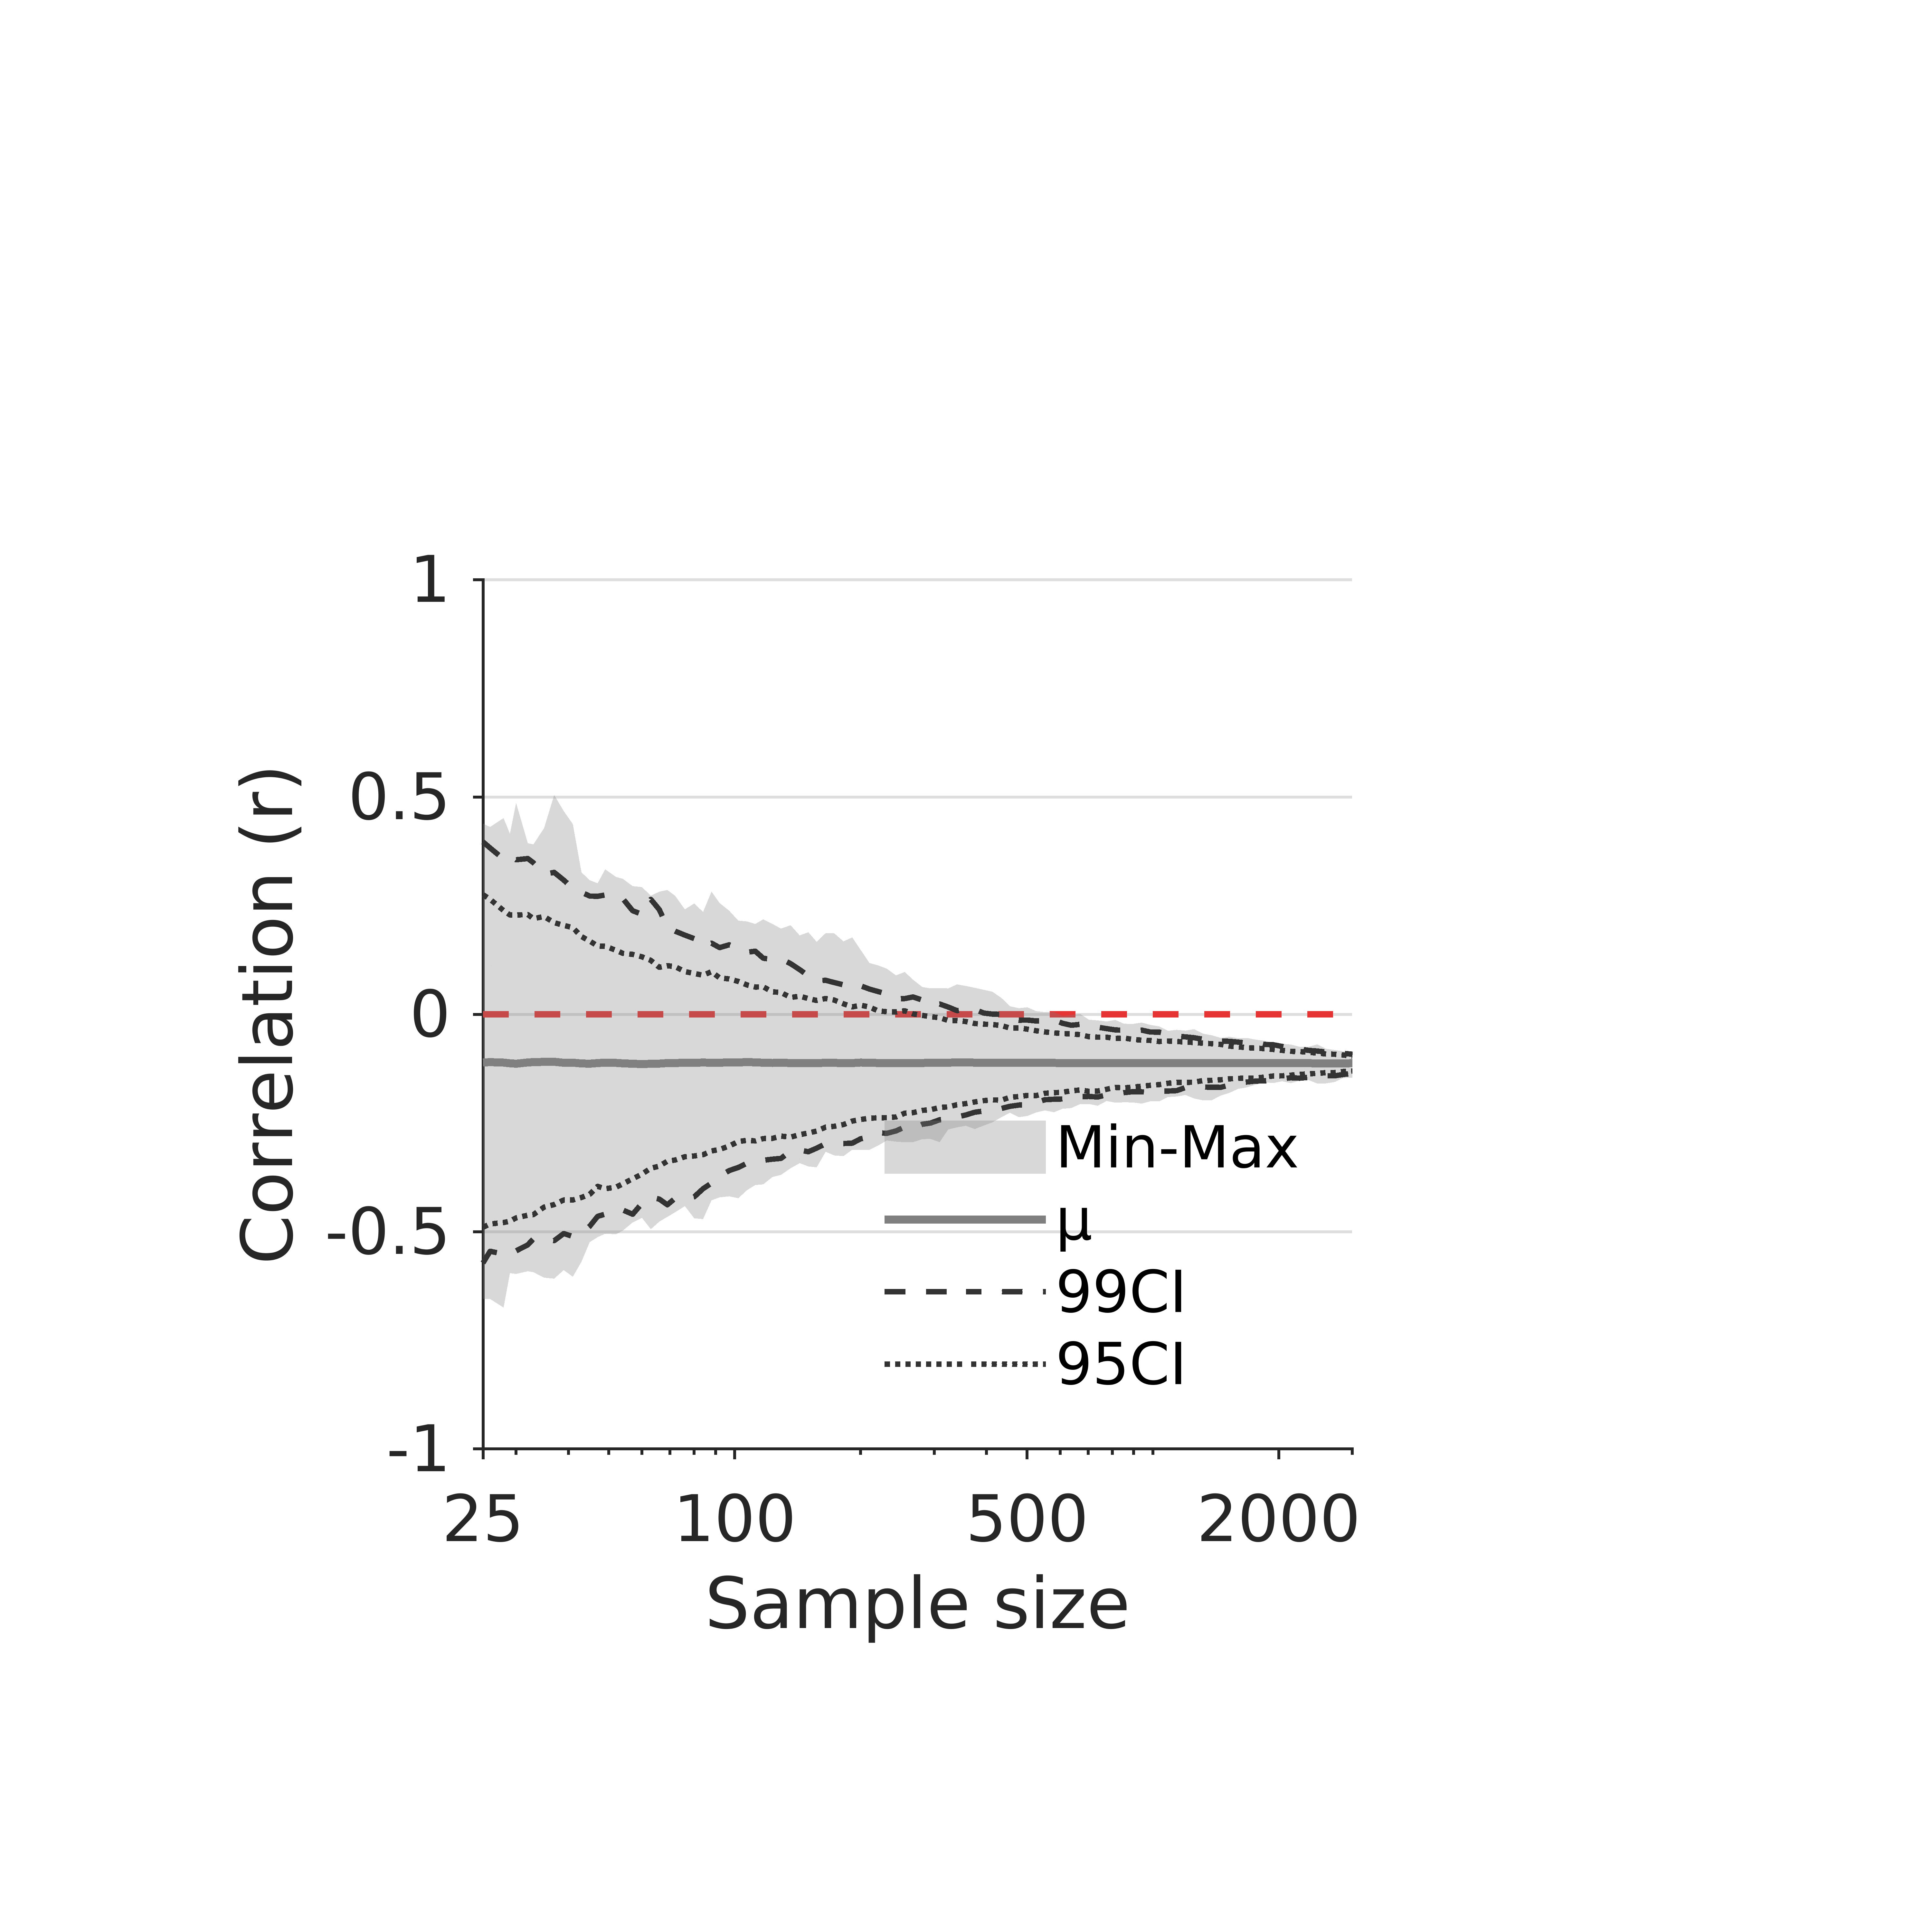 1
0.5
0
-0.5
-1
Correlation (r)
Min-Max
μ
99CI
95CI
25 100 500 2000
Sample size